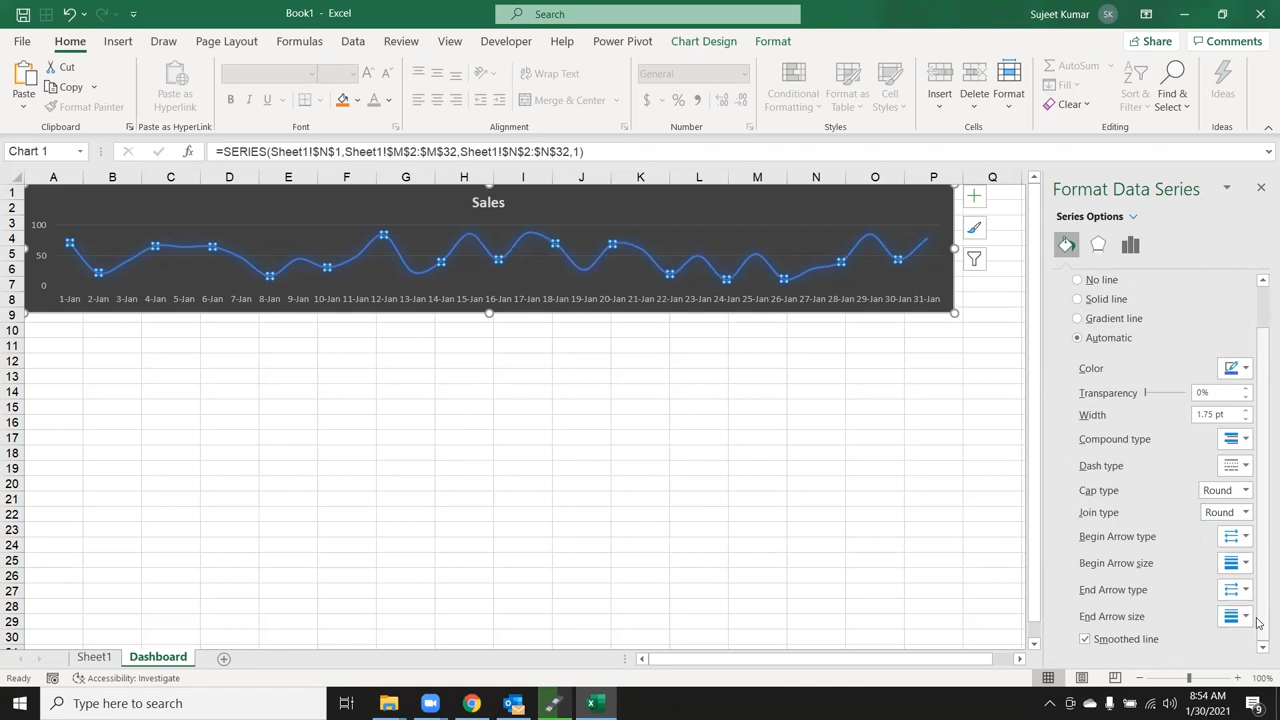 Book1 - Excel
Search
Sujeet Kumar
SK
File Home Insert Draw Page Layout Formulas Data Review View Developer Help Power Pivot Chart Design Format
Share
Comments
Paste
Cut
Copy
Format Painter
Clipboard
Paste as
Hyperlink
Paste as HyperLink
B I U
Font
Wrap Text
Merge & Center
Alignment
General
$ %
Number
Conditional
Formatting
Format as
Table
Cell
Styles
Styles
Insert
Delete
Format
Cells
AutoSum
Fill
Clear
Sort &
Filter
Find &
Select
Editing
Ideas
Ideas
Chart 1
fx
=SERIES(Sheet1!$N$1,Sheet1!$M$2:$M$32,Sheet1!$N$2:$N$32,1)
A B C D E F G H I J K L M N O P Q
1
2
3
4
5
6
7
8
9
10
11
12
13
14
15
16
17
18
19
20
21
22
23
24
25
26
27
28
29
30
Sales
100
50
0
1-Jan 2-Jan 3-Jan 4-Jan 5-Jan 6-Jan 7-Jan 8-Jan 9-Jan 10-Jan 11-Jan 12-Jan 13-Jan 14-Jan 15-Jan 16-Jan 17-Jan 18-Jan 19-Jan 20-Jan 21-Jan 22-Jan 23-Jan 24-Jan 25-Jan 26-Jan 27-Jan 28-Jan 29-Jan 30-Jan 31-Jan
Format Data Series
Series Options
No line
Solid line
Gradient line
Automatic
Color
Transparency 0%
Width 1.75 pt
Compound type
Dash type
Cap type Round
Join type Round
Begin Arrow type
Begin Arrow size
End Arrow type
End Arrow size
Smoothed line
Sheet1 Dashboard
Ready
Accessibility: Investigate
100%
Type here to search
8:54 AM
1/30/2021